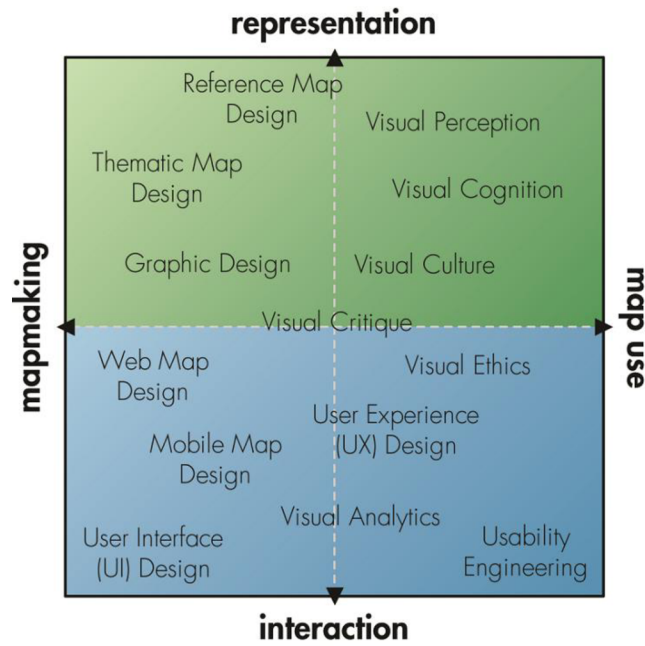 representation
Reference Map
Design
Visual Perception
Thematic Map
Design
Visual Cognition
Graphic Design
Visual Culture
mapmaking
map use
Visual Critique
Web Map
Design
Visual Ethics
User Experience
(UX) Design
Mobile Map
Design
Visual Analytics
User Interface
(UI) Design
Usability
Engineering
interaction